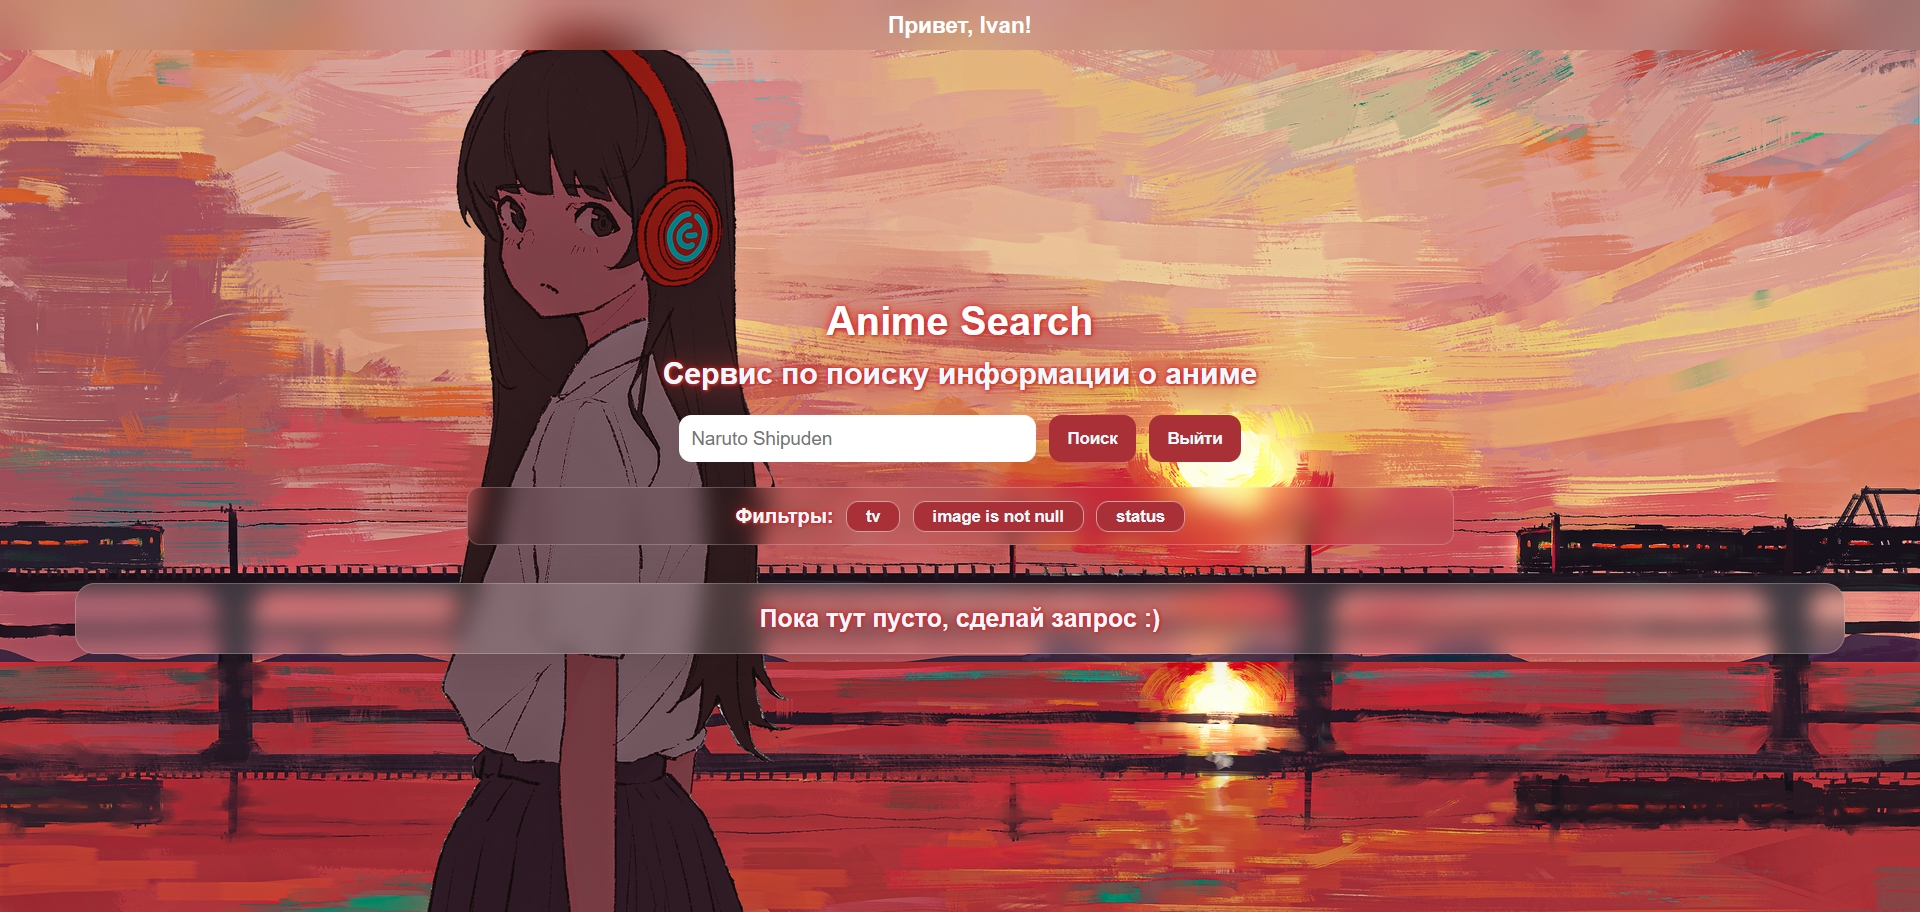 Привет, Ivan!
Anime Search
Сервис по поиску информации о аниме
Naruto Shipuden Поиск Выйти
Фильтры: tv image is not null status
Пока тут пусто, сделай запрос :)